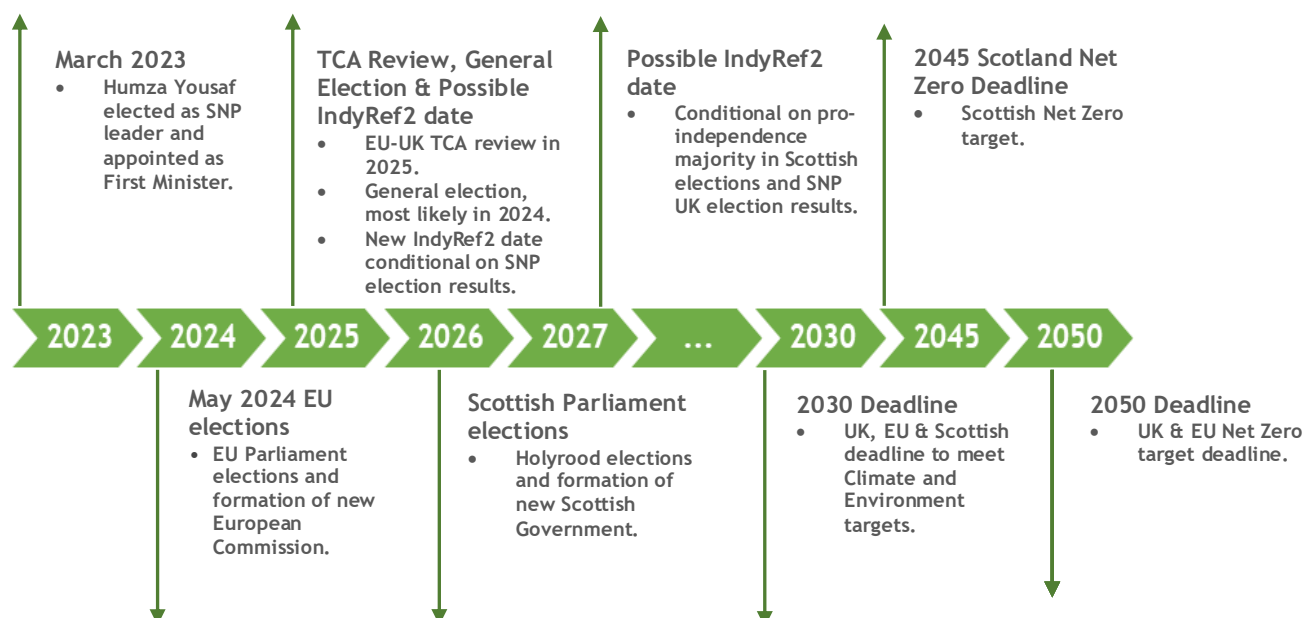 March 2023
• Humza Yousaf
elected as SNP
leader and
appointed as
First Minister.
TCA Review, General
Election & Possible
IndyRef2 date
• EU-UK TCA review in
2025.
• General election,
most likely in 2024.
• New IndyRef2 date
conditional on SNP
election results.
Possible IndyRef2
date
• Conditional on pro-
independence
majority in Scottish
elections and SNP
UK election results.
2045 Scotland Net
Zero Deadline
• Scottish Net Zero
target.
2023
2024
2025
2026
2027
...
2030
2045
2050
May 2024 EU
elections
• EU Parliament
elections and
formation of new
European
Commission.
Scottish Parliament
elections
• Holyrood elections
and formation of
new Scottish
Government.
2030 Deadline
• UK, EU & Scottish
deadline to meet
Climate and
Environment
targets.
2050 Deadline
• UK & EU Net Zero
target deadline.